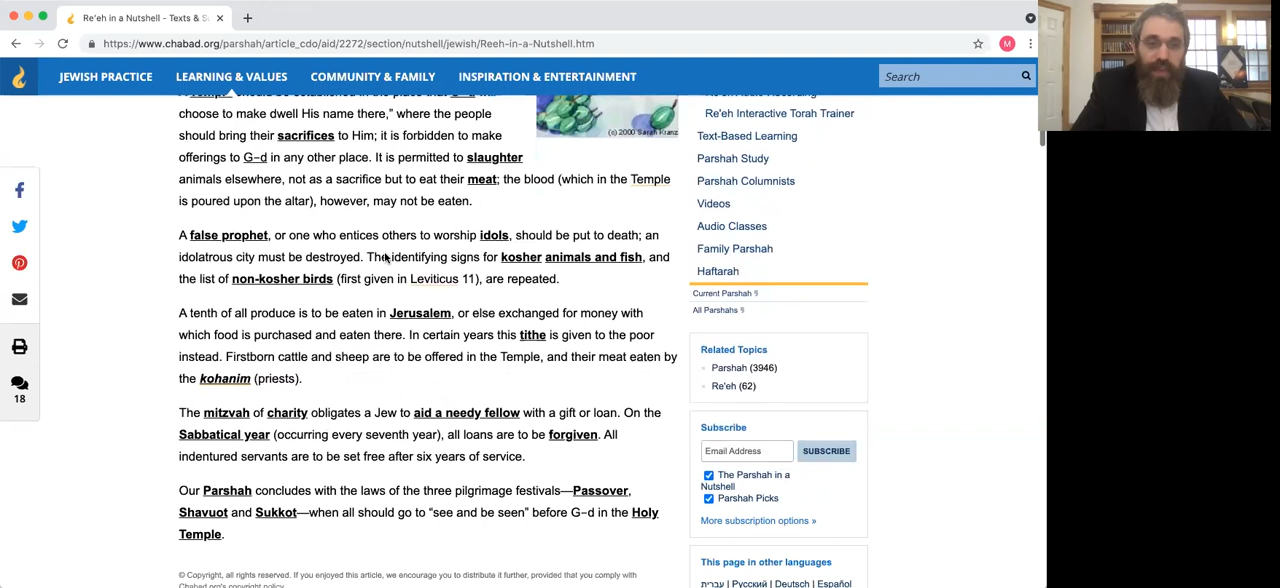 Re'eh in a Nutshell - Texts & S
https://www.chabad.org/parshah/article_cdo/aid/2272/section/nutshell/jewish/Reeh-in-a-Nutshell.htm
M
JEWISH PRACTICE LEARNING & VALUES COMMUNITY & FAMILY INSPIRATION & ENTERTAINMENT
Search
choose to make dwell His name there,” where the people
should bring their sacrifices to Him; it is forbidden to make
offerings to G‑d in any other place. It is permitted to slaughter
animals elsewhere, not as a sacrifice but to eat their meat; the blood (which in the Temple
is poured upon the altar), however, may not be eaten.
(c) 2000 Sarah Kranz
A false prophet, or one who entices others to worship idols, should be put to death; an
idolatrous city must be destroyed. The identifying signs for kosher animals and fish, and
the list of non-kosher birds (first given in Leviticus 11), are repeated.
A tenth of all produce is to be eaten in Jerusalem, or else exchanged for money with
which food is purchased and eaten there. In certain years this tithe is given to the poor
instead. Firstborn cattle and sheep are to be offered in the Temple, and their meat eaten by
the kohanim (priests).
The mitzvah of charity obligates a Jew to aid a needy fellow with a gift or loan. On the
Sabbatical year (occurring every seventh year), all loans are to be forgiven. All
indentured servants are to be set free after six years of service.
Our Parshah concludes with the laws of the three pilgrimage festivals—Passover,
Shavuot and Sukkot—when all should go to “see and be seen” before G‑d in the Holy
Temple.
© Copyright, all rights reserved. If you enjoyed this article, we encourage you to distribute it further, provided that you comply with
Chabad.org's copyright policy.
18
Re'eh Interactive Torah Trainer
Text-Based Learning
Parshah Study
Parshah Columnists
Videos
Audio Classes
Family Parshah
Haftarah
Current Parshah
All Parshahs
Related Topics
Parshah (3946)
Re'eh (62)
Subscribe
Email Address SUBSCRIBE
The Parshah in a
Nutshell
Parshah Picks
More subscription options »
This page in other languages
עברית | Русский | Deutsch | Español